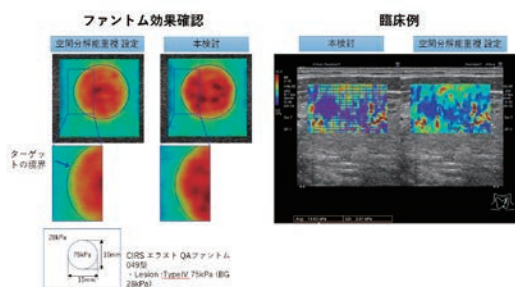 ファントム効果確認
空間分解能重視 設定
本検討
ターゲットの境界
28kPa
75kPa
10mm
10mm
CIRS エラスト QAファントム
049型
・Lesion :TypeIV 75kPa (BG
28kPa)
臨床例
本検討
空間分解能重視 設定